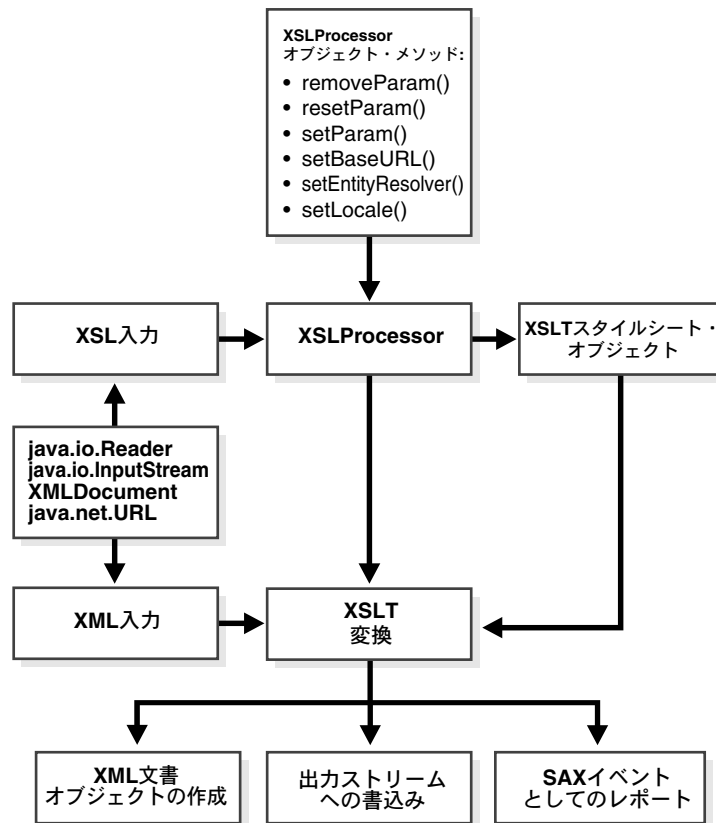 XSLProcessor
オブジェクト・メソッド:
• removeParam()
• resetParam()
• setParam()
• setBaseURL()
• setEntityResolver()
• setLocale()
XSL入力
XSLProcessor
XSLTスタイルシート・
オブジェクト
java.io.Reader
java.io.InputStream
XMLDocument
java.net.URL
XML入力
XSLT
変換
XML文書
オブジェクトの作成
出力ストリーム
への書込み
SAXイベント
としてのレポート